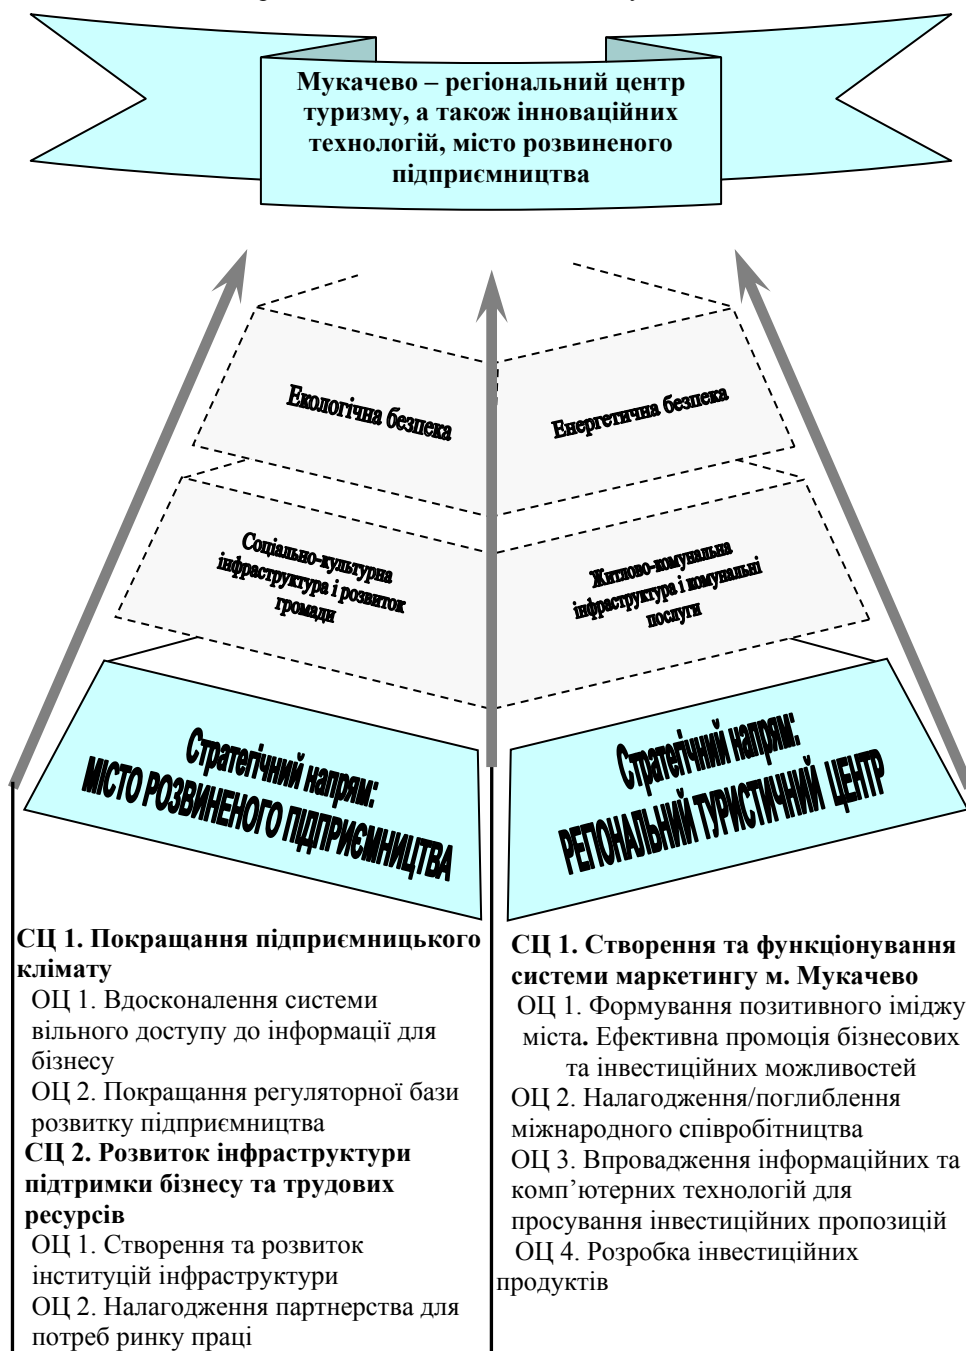 Мукачево – регіональний центр
туризму, а також інноваційних
технологій, місто розвиненого
підприємництва
Екологічна безпека
Енергетична безпека
Соціально-культурна
інфраструктура і розвиток
громади
Житлово-комунальна
інфраструктура і комунальні
послуги
Стратегічний напрям:
МІСТО РОЗВИНЕНОГО ПІДПРИЄМНИЦТВА
Стратегічний напрям:
РЕГІОНАЛЬНИЙ ТУРИСТИЧНИЙ ЦЕНТР
СЦ 1. Покращання підприємницького
клімату
ОЦ 1. Вдосконалення системи
вільного доступу до інформації для
бізнесу
ОЦ 2. Покращання регуляторної бази
розвитку підприємництва
СЦ 2. Розвиток інфраструктури
підтримки бізнесу та трудових
ресурсів
ОЦ 1. Створення та розвиток
інституцій інфраструктури
ОЦ 2. Налагодження партнерства для
потреб ринку праці
СЦ 1. Створення та функціонування
системи маркетингу м. Мукачево
ОЦ 1. Формування позитивного іміджу
міста. Ефективна промоція бізнесових
та інвестиційних можливостей
ОЦ 2. Налагодження/поглиблення
міжнародного співробітництва
ОЦ 3. Впровадження інформаційних та
комп’ютерних технологій для
просування інвестиційних пропозицій
ОЦ 4. Розробка інвестиційних
продуктів